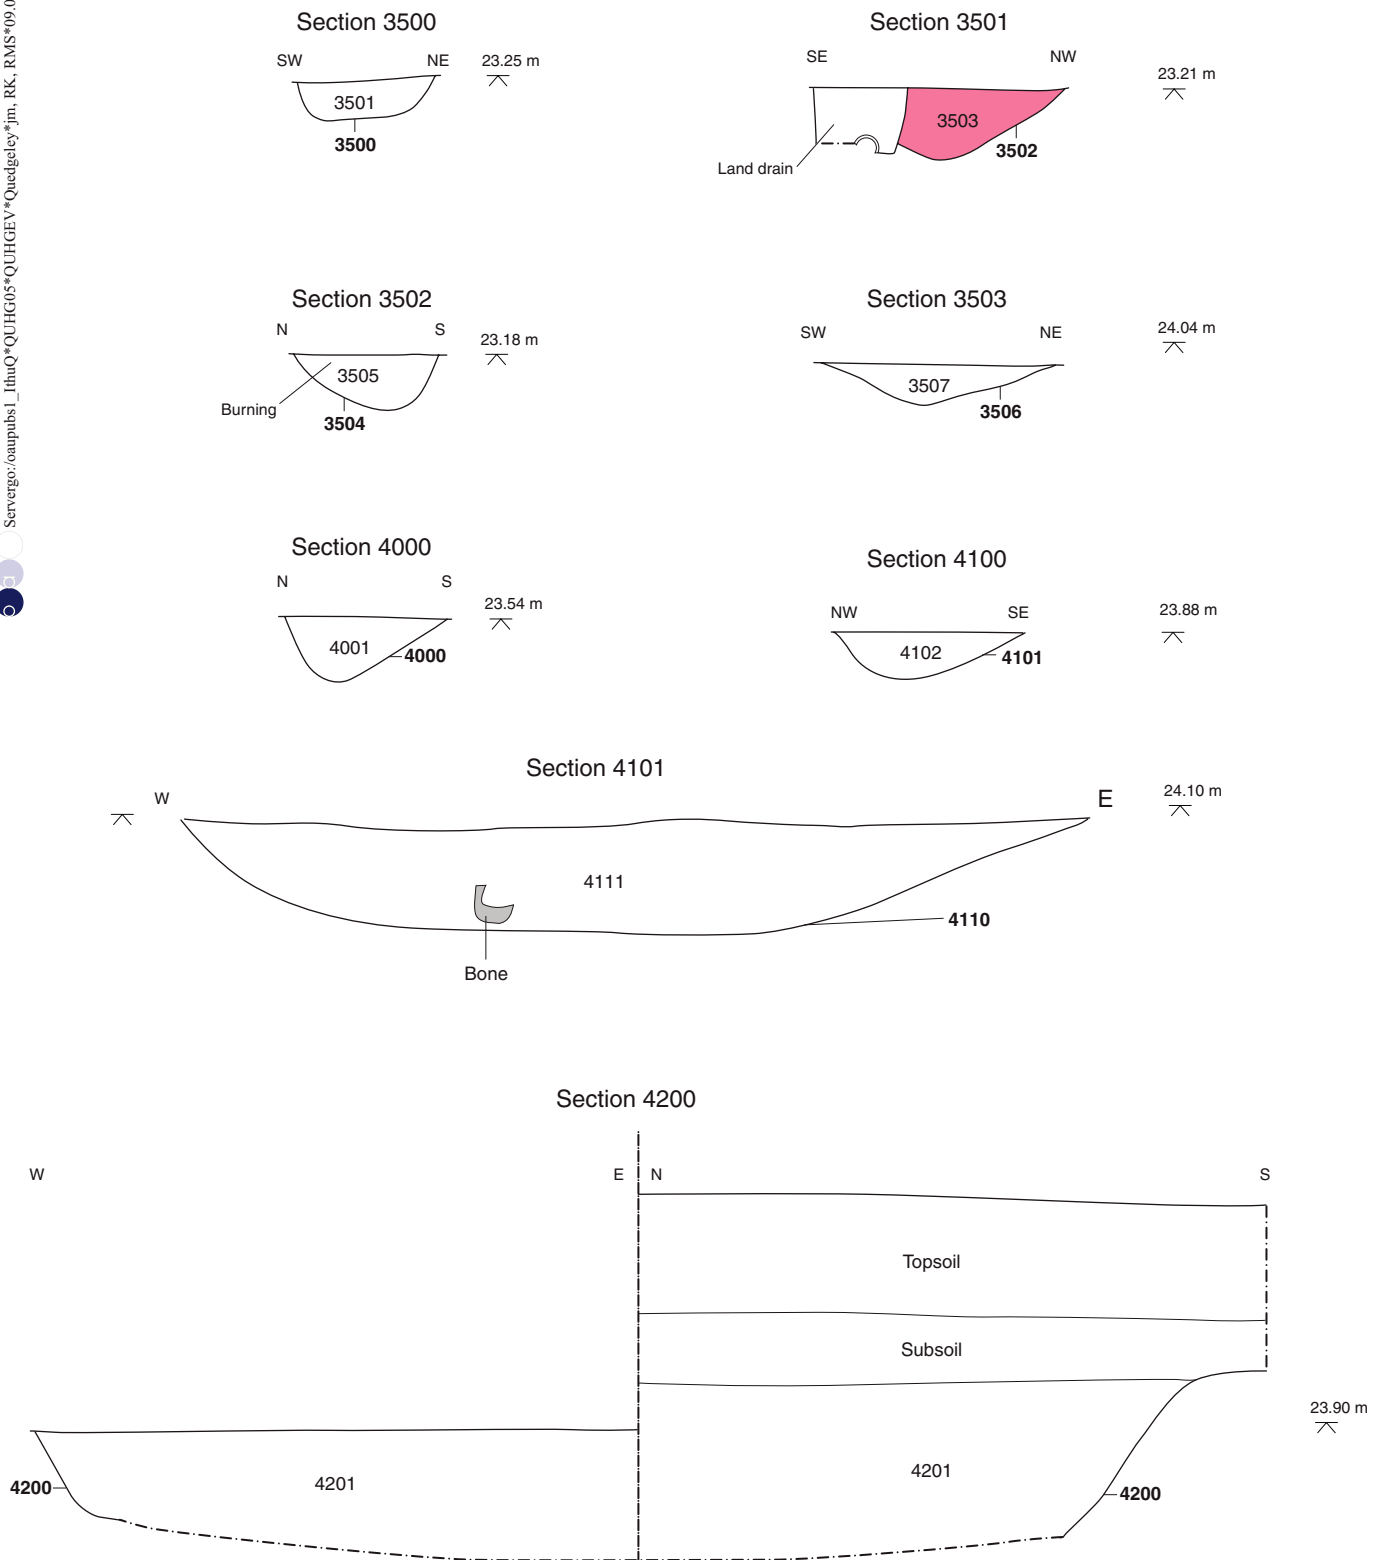 Servergo:/oaupubs1_IthuQ*QUHG05*QUHGEV*Quedgeley*jm, RK, RMS*09.0
Section 3500
SW NE 23.25 m
3501
3500
Section 3501
SE NW 23.21 m
3503
3502
Land drain
Section 3502
N S 23.18 m
3505
Burning
3504
Section 3503
SW NE 24.04 m
3507
3506
Section 4000
N S 23.54 m
4001
4000
Section 4100
NW SE 23.88 m
4102
4101
Section 4101
W E 24.10 m
4111
4110
Bone
Section 4200
W E N S
Topsoil
Subsoil
23.90 m
4201
4200
4201
4200